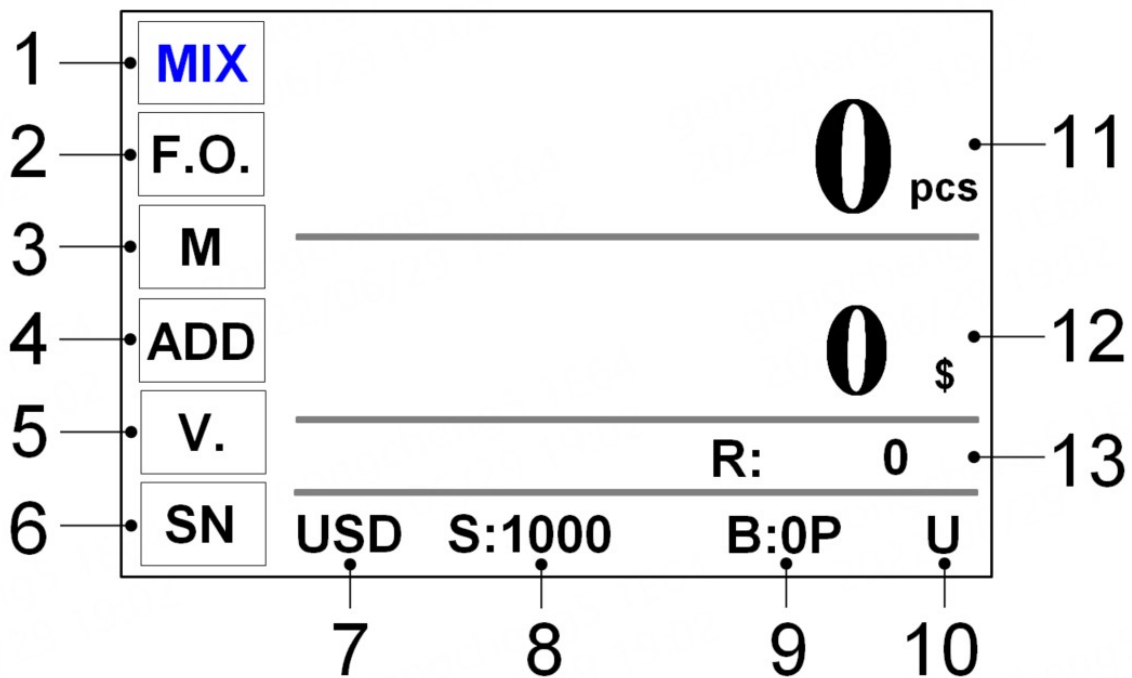 1 MIX
2 F.O.
3 M
4 ADD
5 V.
6 SN
0 pcs 11
0 $ 12
R: 0 13
USD S:1000 B:0P U
7 8 9 10